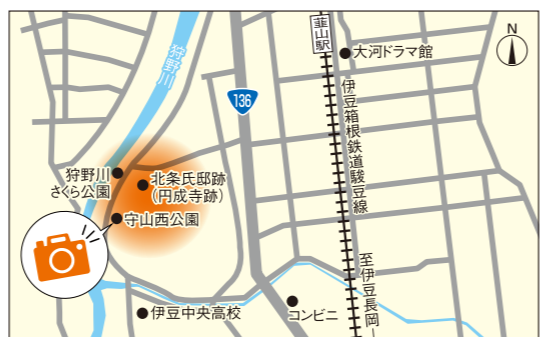 N
韮山駅
大河ドラマ館
狩野川
136
伊豆箱根鉄道駿豆線
狩野川
さくら公園
北条氏邸跡
(円成寺跡)
守山西公園
至伊豆長岡
伊豆中央高校
コンビニ